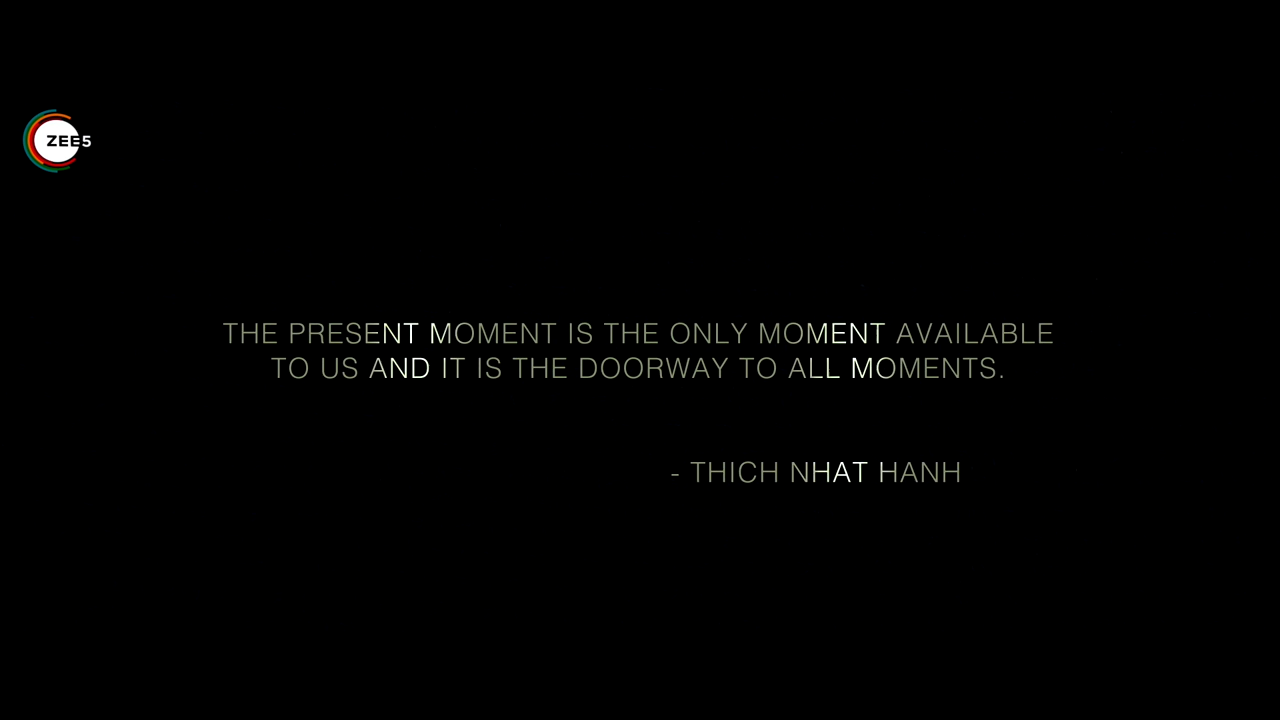 ZEE5
THE PRESENT MOMENT IS THE ONLY MOMENT AVAILABLE
TO US AND IT IS THE DOORWAY TO ALL MOMENTS.
- THICH NHAT HANH